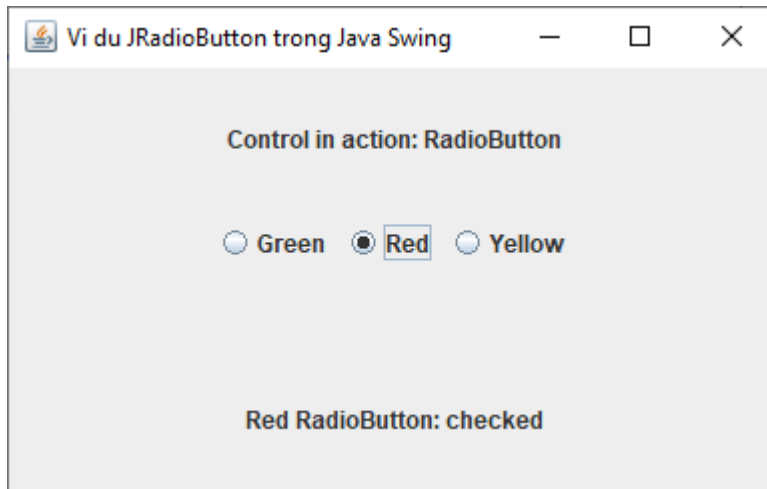 Vi du JRadioButton trong Java Swing
Control in action: RadioButton
Green Red Yellow
Red RadioButton: checked